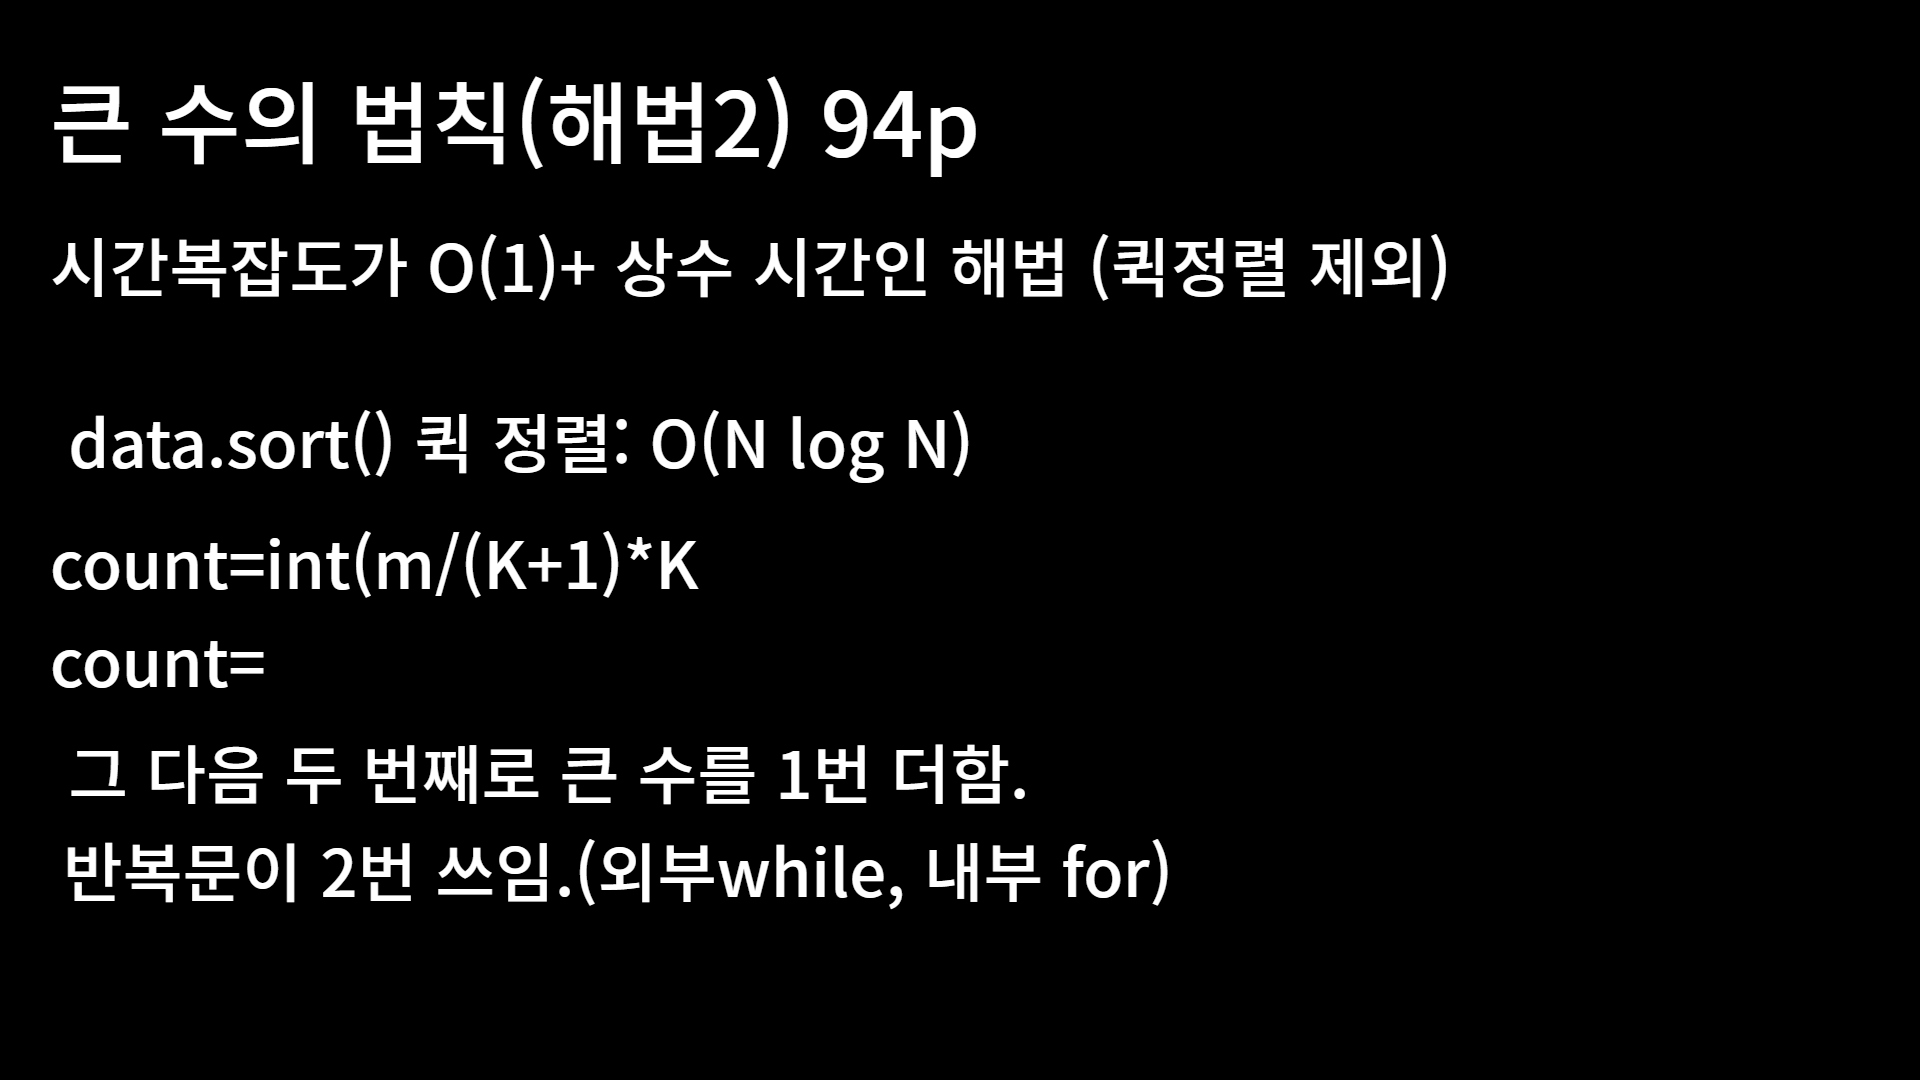 큰 수의 법칙(해법2) 94p
시간복잡도가 O(1)+ 상수 시간인 해법 (퀵정렬 제외)
data.sort() 퀵 정렬: O(N log N)
count=int(m/(K+1)*K
count=
그 다음 두 번째로 큰 수를 1번 더함.
반복문이 2번 쓰임.(외부while, 내부 for)